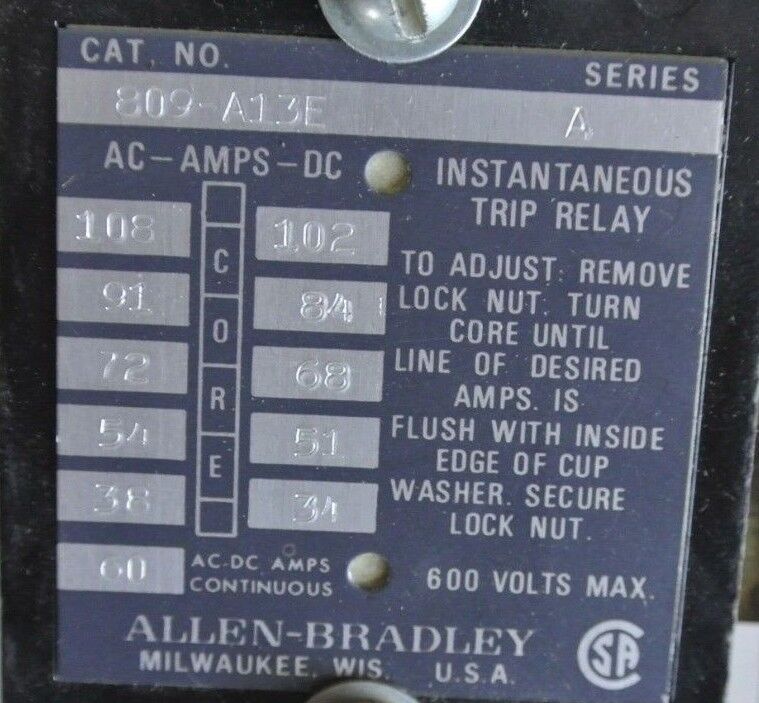 CAT. NO.
SERIES
809-A13E
A
AC-AMPS-DC
108
102
91
84
72
68
54
51
38
34
CORE
60
AC-DC AMPS
CONTINUOUS
INSTANTANEOUS
TRIP RELAY
TO ADJUST: REMOVE
LOCK NUT. TURN
CORE UNTIL
LINE OF DESIRED
AMPS. IS
FLUSH WITH INSIDE
EDGE OF CUP
WASHER. SECURE
LOCK NUT.
600 VOLTS MAX.
ALLEN-BRADLEY
MILWAUKEE, WIS. U.S.A.
CSA